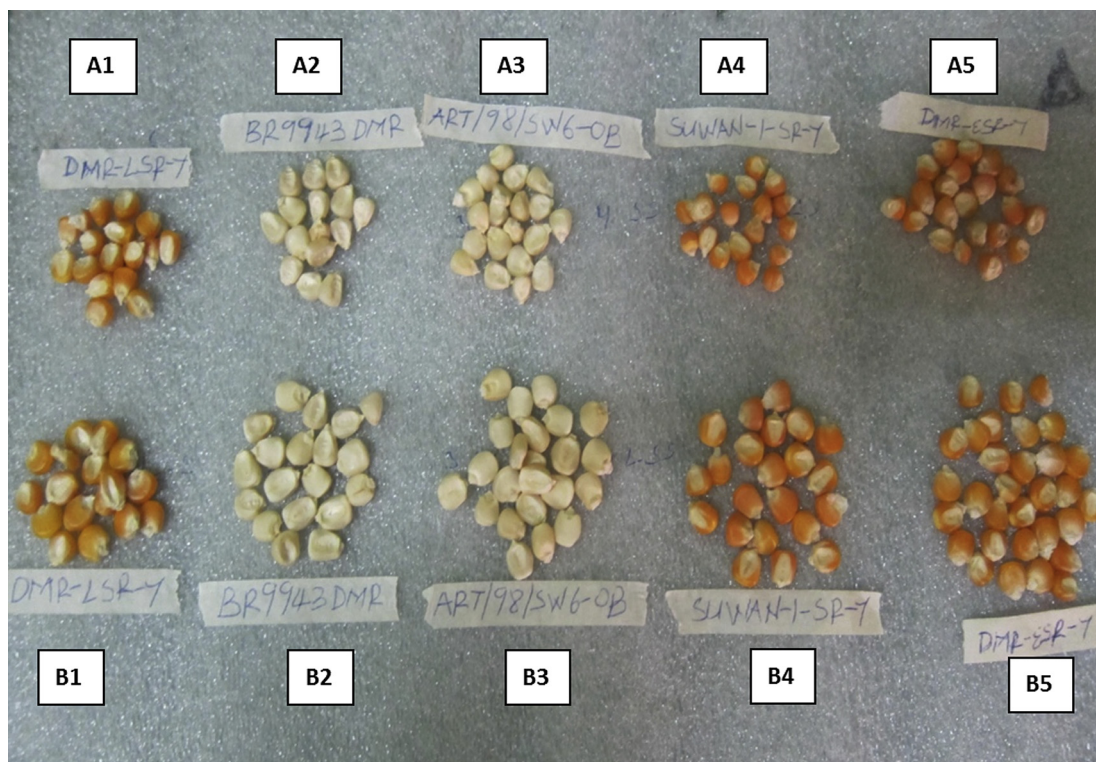 A1
A2
A3
A4
A5
DMR-LSR-Y
BR9943 DMR
ART/98/SW6-OB
SUWAN-1-SR-Y
DMR-ESR-Y
DMR-LSR-Y
BR9943 DMR
ART/98/SW6-OB
SUWAN-1-SR-Y
DMR-ESR-Y
B1
B2
B3
B4
B5